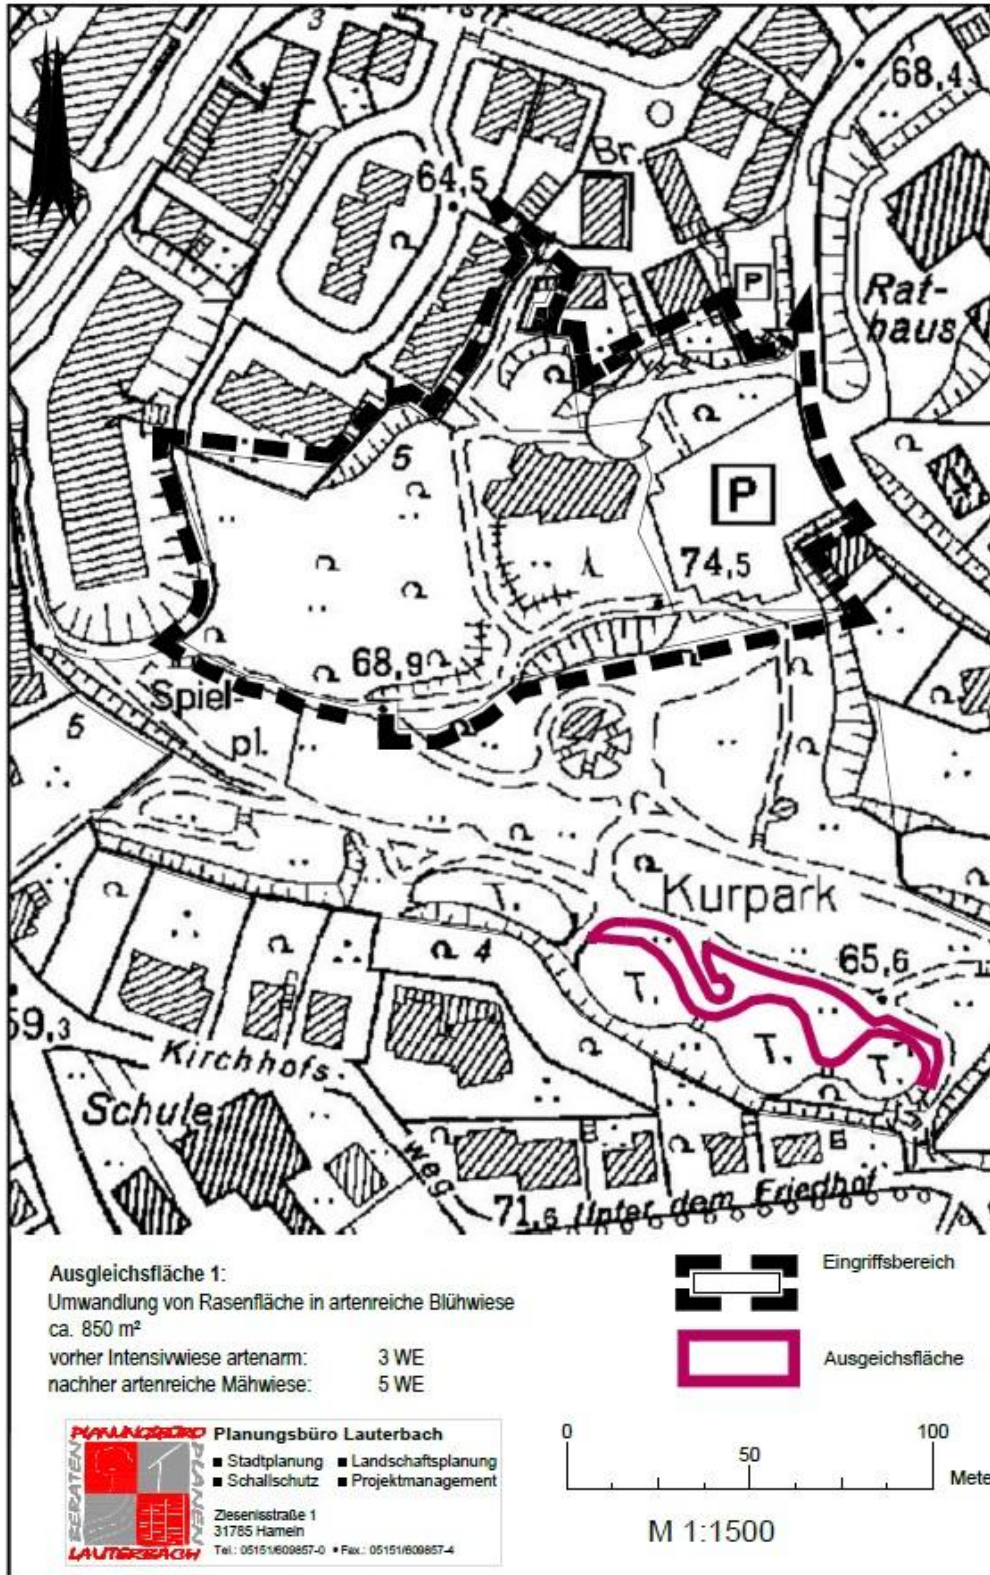 3
68,4
Br.
64,5
P
Rat-
haus
5
P
74,5
68,9
Spiel-
pl.
5
Kurpark
65,6
4
T.
T.
T.
59,3
Kirchhofs-
weg
Schule
71,6 Unter dem Friedhof
Ausgleichsfläche 1:
Umwandlung von Rasenfläche in artenreiche Blühwiese
ca. 850 m²
vorher Intensivwiese artenarm: 3 WE
nachher artenreiche Mähwiese: 5 WE
Eingriffsbereich
Ausgeichsfläche
PLANUNGSBÜRO
BERATEN
PLANEN
LAUTERBACH
Planungsbüro Lauterbach
■ Stadtplanung ■ Landschaftsplanung
■ Schallschutz ■ Projektmanagement
Ziesenisstraße 1
31785 Hameln
Tel.: 05151/609857-0 • Fax.: 05151/609857-4
0 50 100
Mete
M 1:1500